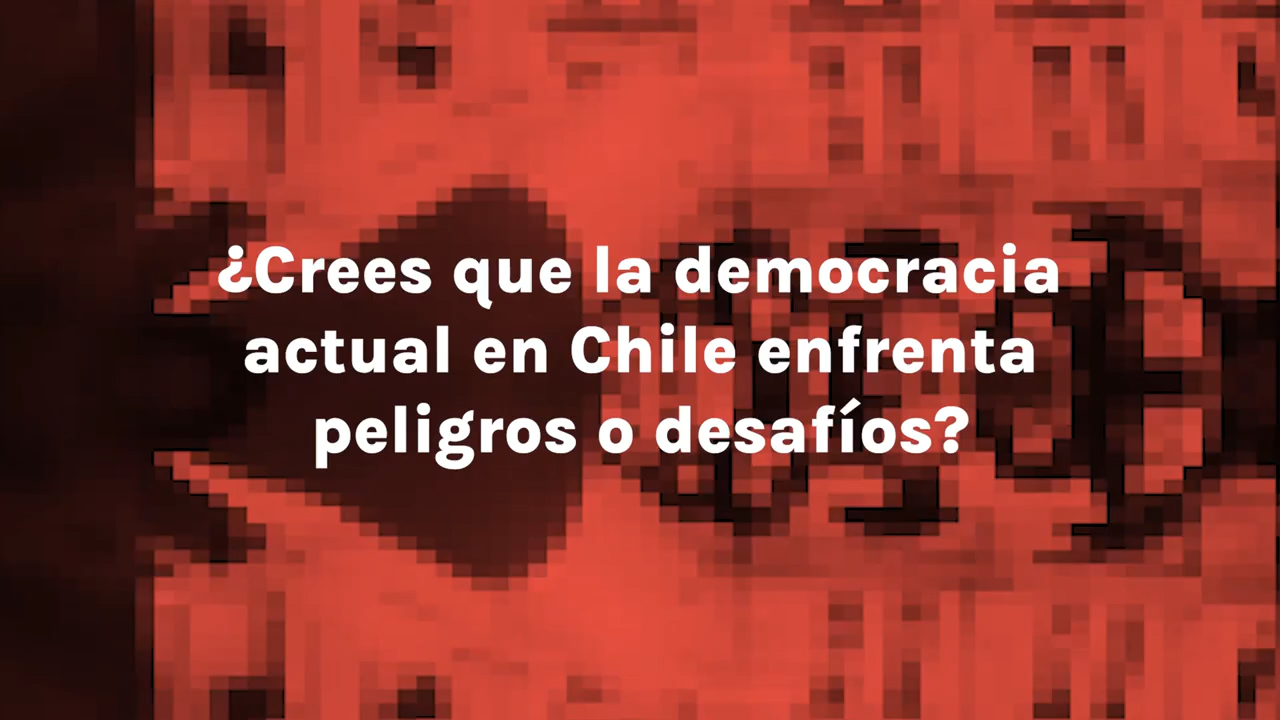 ¿Crees que la democracia
actual en Chile enfrenta
peligros o desafíos?